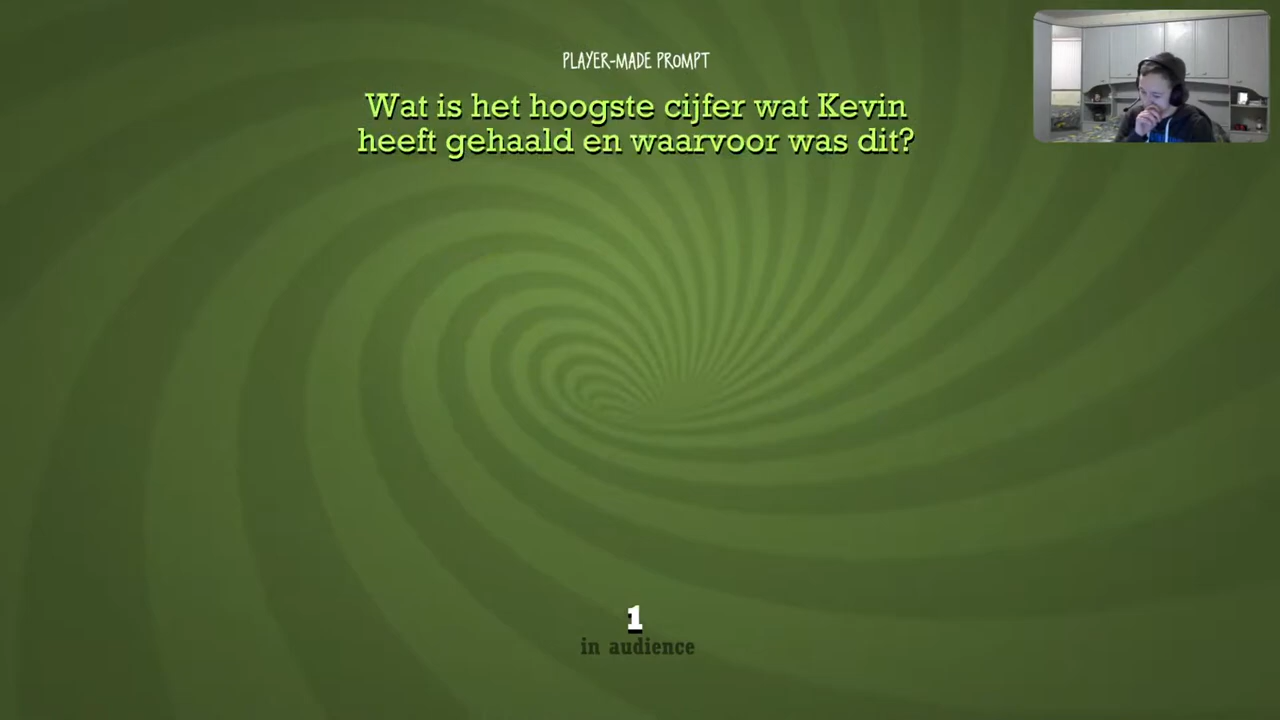 PLAYER-MADE PROMPT
Wat is het hoogste cijfer wat Kevin
heeft gehaald en waarvoor was dit?
1
in audience